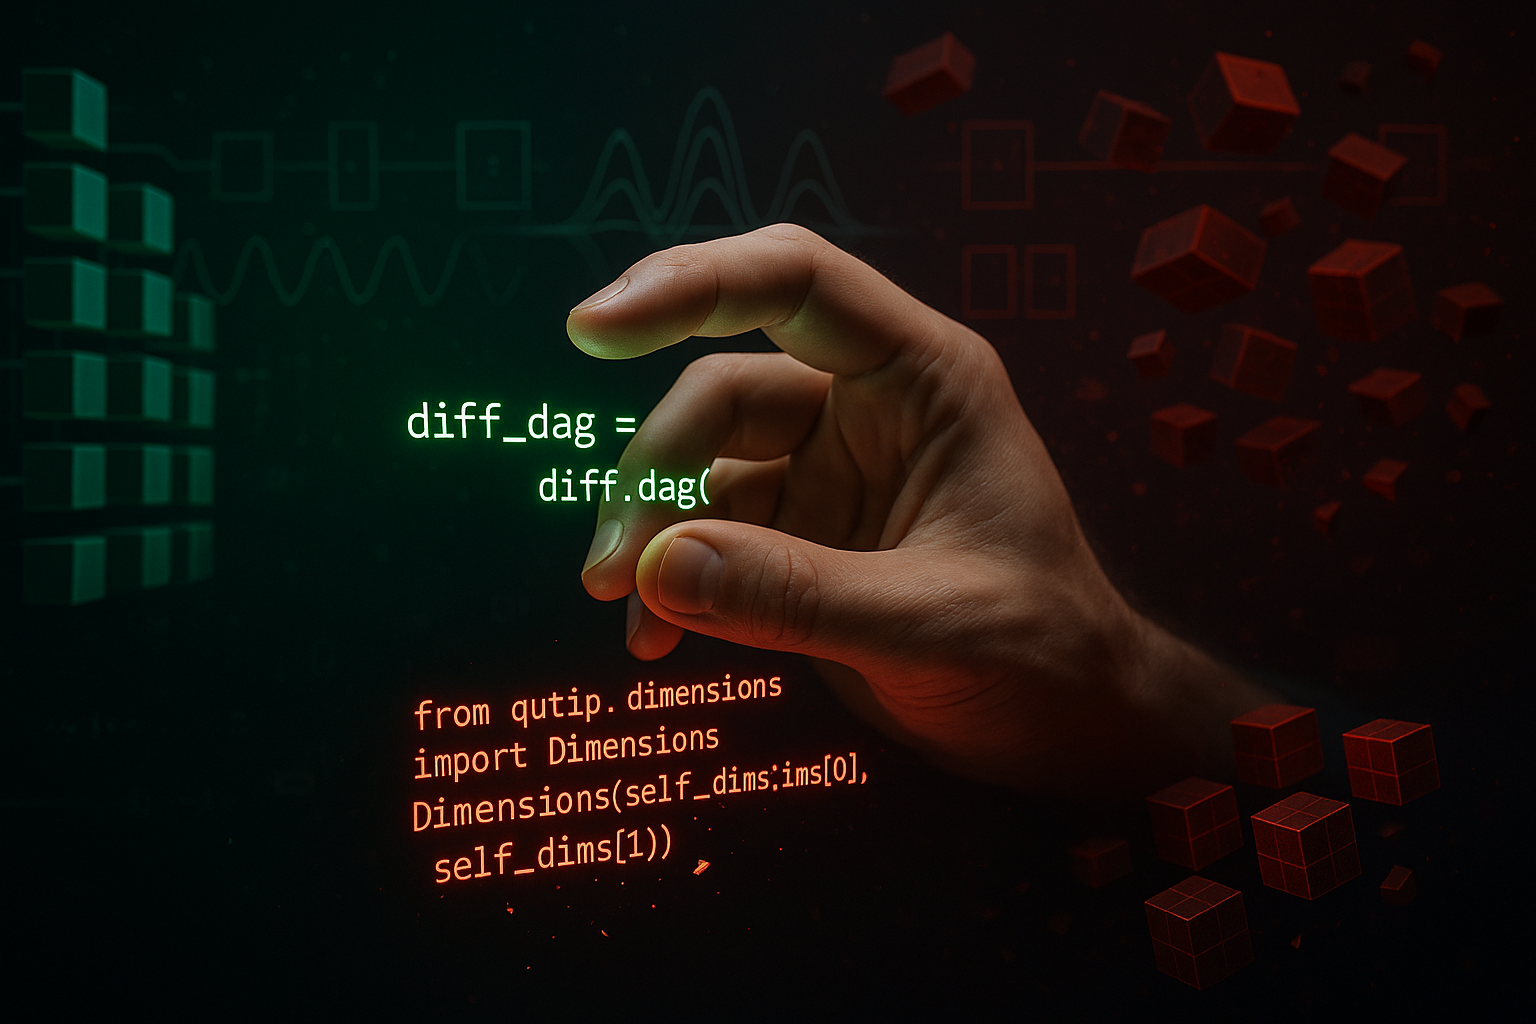 diff_dag =
diff.dag(
from qutip. dimensions
import Dimensions
Dimensions(self_dims:ims[0],
self_dims[1]))